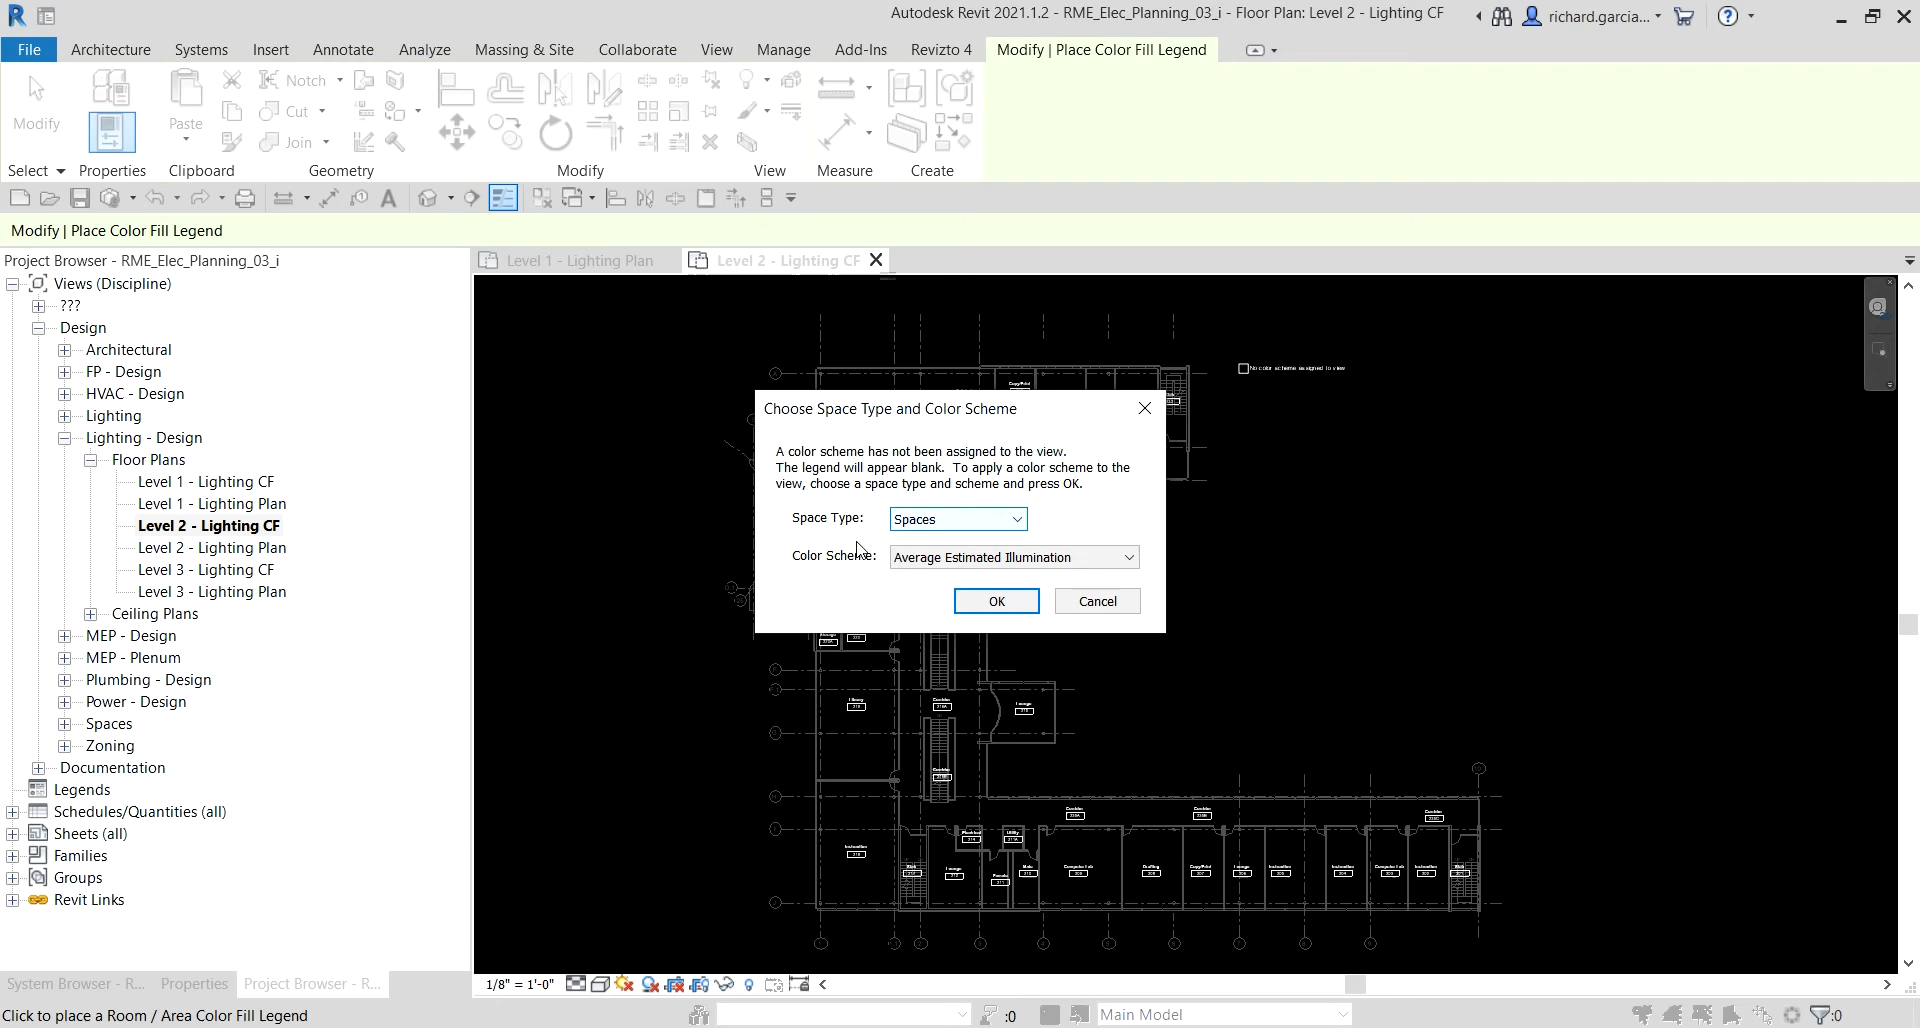 Autodesk Revit 2021.1.2 - RME_Elec_Planning_03_i - Floor Plan: Level 2 - Lighting CF
richard.garcia...
File Architecture Systems Insert Annotate Analyze Massing & Site Collaborate View Manage Add-Ins Revizto 4 Modify | Place Color Fill Legend
Notch
Cut
Join
Modify
Paste
Select Properties Clipboard Geometry Modify View Measure Create
Modify | Place Color Fill Legend
Project Browser - RME_Elec_Planning_03_i
Level 1 - Lighting Plan
Level 2 - Lighting CF
Views (Discipline)
???
Design
Architectural
FP - Design
HVAC - Design
Lighting
Lighting - Design
Floor Plans
Level 1 - Lighting CF
Level 1 - Lighting Plan
Level 2 - Lighting CF
Level 2 - Lighting Plan
Level 3 - Lighting CF
Level 3 - Lighting Plan
Ceiling Plans
MEP - Design
MEP - Plenum
Plumbing - Design
Power - Design
Spaces
Zoning
Documentation
Legends
Schedules/Quantities (all)
Sheets (all)
Families
Groups
Revit Links
No color scheme assigned to view
Choose Space Type and Color Scheme
A color scheme has not been assigned to the view.
The legend will appear blank. To apply a color scheme to the
view, choose a space type and scheme and press OK.
Space Type: Spaces
Color Scheme: Average Estimated Illumination
OK Cancel
System Browser - R... Properties Project Browser - R...
1/8" = 1'-0"
Click to place a Room / Area Color Fill Legend
:0
Main Model
:0